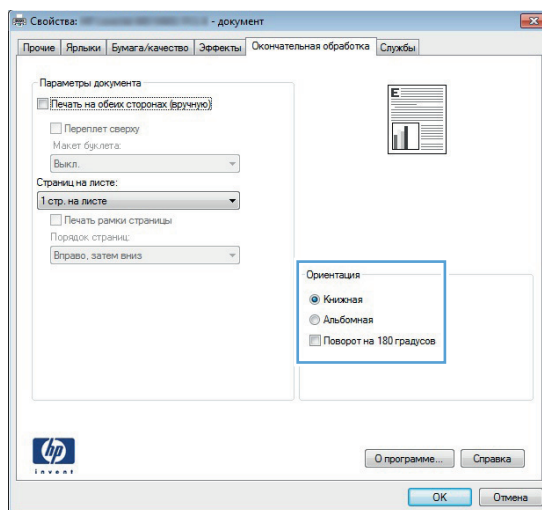 Свойства: - документ
Прочие Ярлыки Бумага/качество Эффекты Окончательная обработка Службы
Параметры документа
Печать на обеих сторонах (вручную)
Переплет сверху
Макет буклета:
Выкл.
Страниц на листе:
1 стр. на листе
Печать рамки страницы
Порядок страниц:
Вправо, затем вниз
E
Ориентация
Книжная
Альбомная
Поворот на 180 градусов
hp
invent
О программе... Справка
OK Отмена